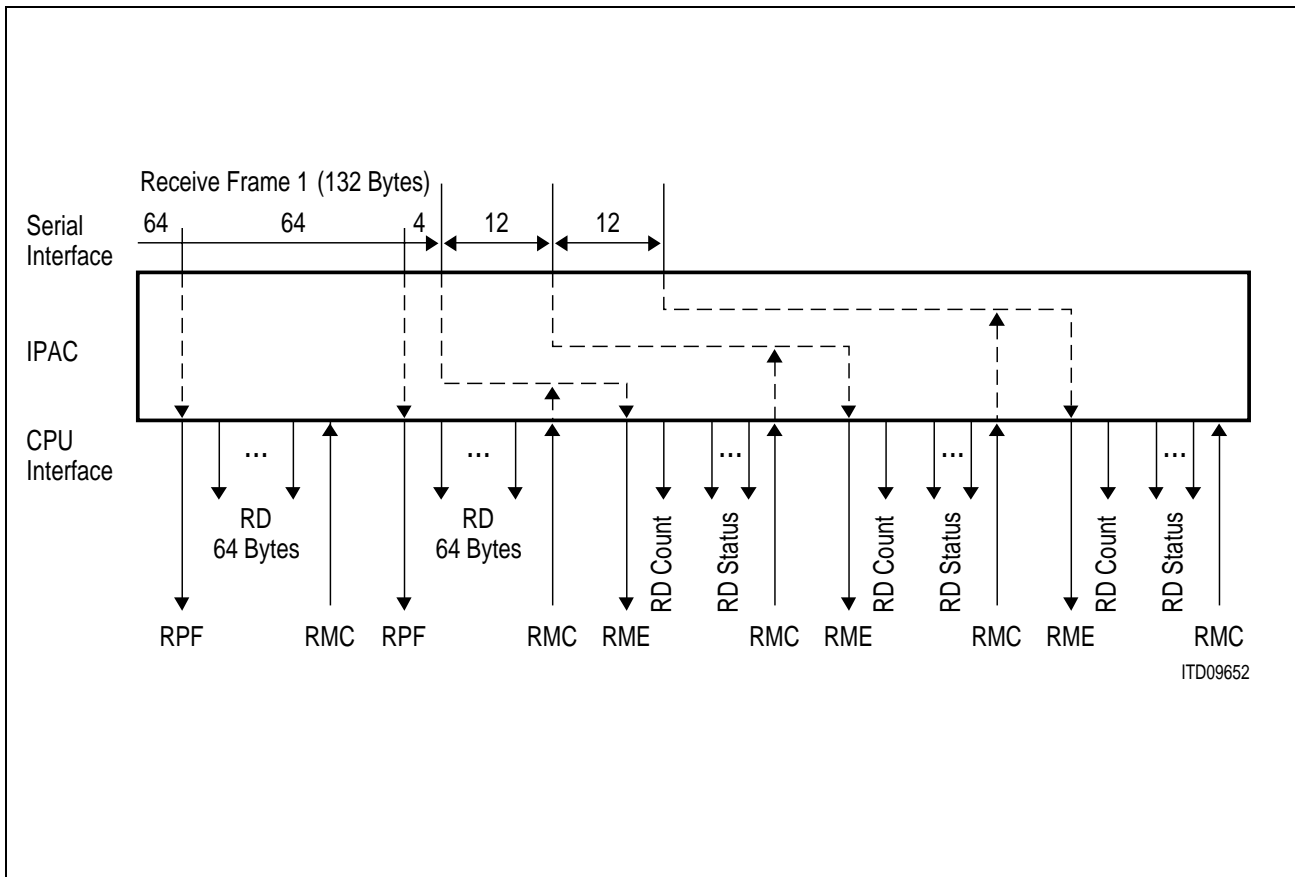 Receive Frame 1 (132 Bytes)
64 64 4 12 12
Serial
Interface
IPAC
CPU
Interface
... ... ... ... ...
RD
64 Bytes
RD
64 Bytes
RD Count
RD Status
RD Count
RD Status
RD Count
RD Status
RPF RMC RPF RMC RME RMC RME RMC RME RMC
ITD09652